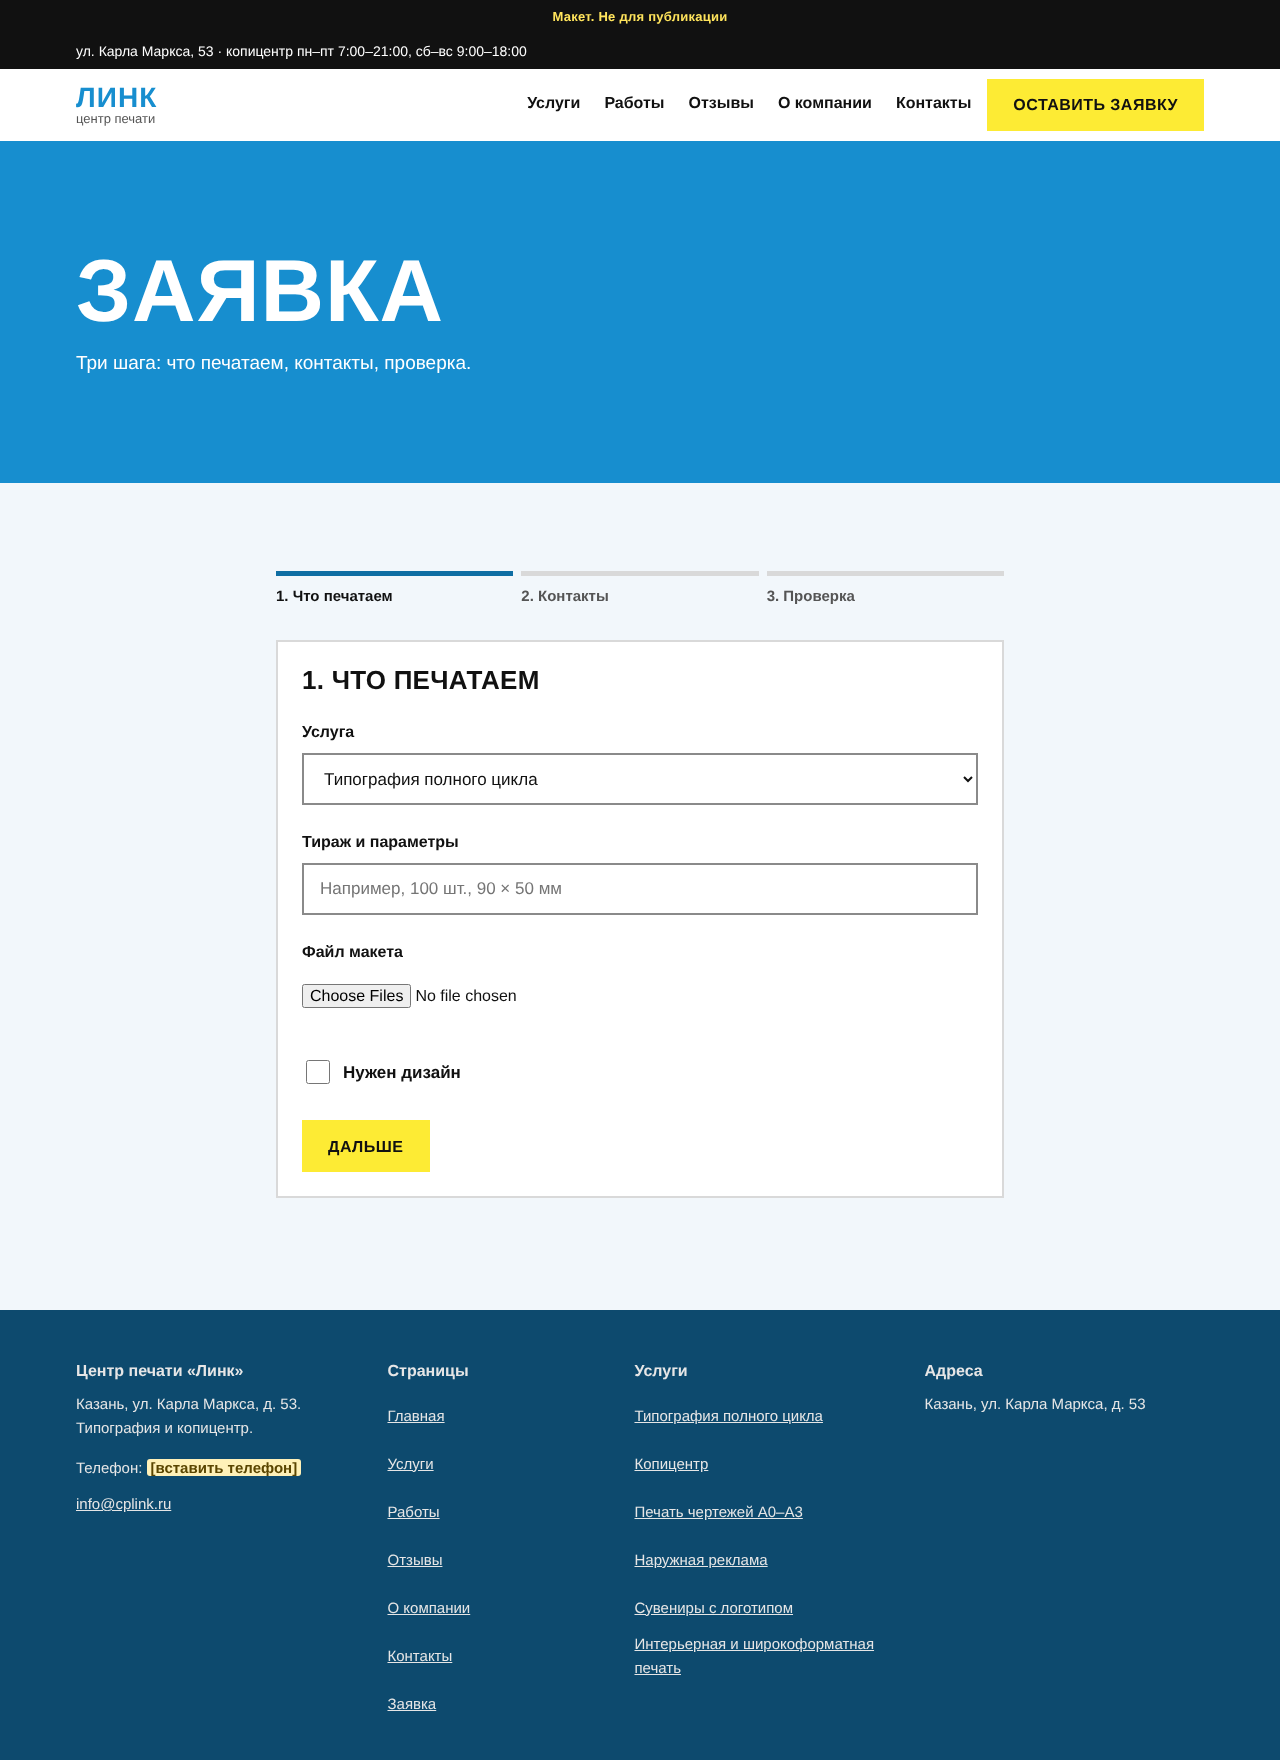 Макет. Не для публикации
ул. Карла Маркса, 53 · копицентр пн–пт 7:00–21:00, сб–вс 9:00–18:00
ЛИНК
центр печати
Услуги Работы Отзывы О компании Контакты ОСТАВИТЬ ЗАЯВКУ
ЗАЯВКА
Три шага: что печатаем, контакты, проверка.
1. Что печатаем 2. Контакты 3. Проверка
1. ЧТО ПЕЧАТАЕМ
Услуга
Типография полного цикла
Тираж и параметры
Например, 100 шт., 90 × 50 мм
Файл макета
Choose Files No file chosen
Нужен дизайн
ДАЛЬШЕ
Центр печати «Линк»
Казань, ул. Карла Маркса, д. 53.
Типография и копицентр.
Телефон: [вставить телефон]
info@cplink.ru
Страницы
Главная
Услуги
Работы
Отзывы
О компании
Контакты
Заявка
Услуги
Типография полного цикла
Копицентр
Печать чертежей А0–А3
Наружная реклама
Сувениры с логотипом
Интерьерная и широкоформатная
печать
Адреса
Казань, ул. Карла Маркса, д. 53